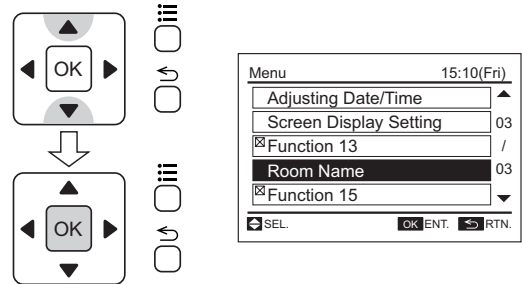 OK
OK
Menu 15:10(Fri)
Adjusting Date/Time
Screen Display Setting 03
Function 13 /
Room Name 03
Function 15
SEL. OK ENT. RTN.